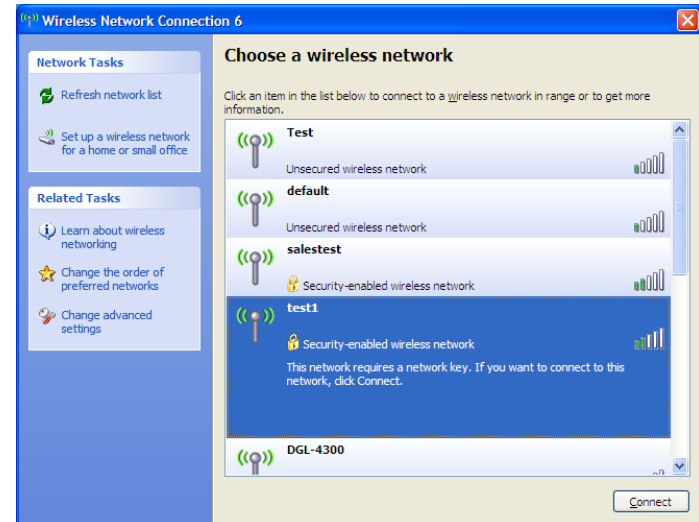 Wireless Network Connection 6
Network Tasks
Refresh network list
Set up a wireless network
for a home or small office
Related Tasks
Learn about wireless
networking
Change the order of
preferred networks
Change advanced
settings
Choose a wireless network
Click an item in the list below to connect to a wireless network in range or to get more
information.
Test
Unsecured wireless network
default
Unsecured wireless network
salestest
Security-enabled wireless network
test1
Security-enabled wireless network
This network requires a network key. If you want to connect to this
network, click Connect.
DGL-4300
Connect